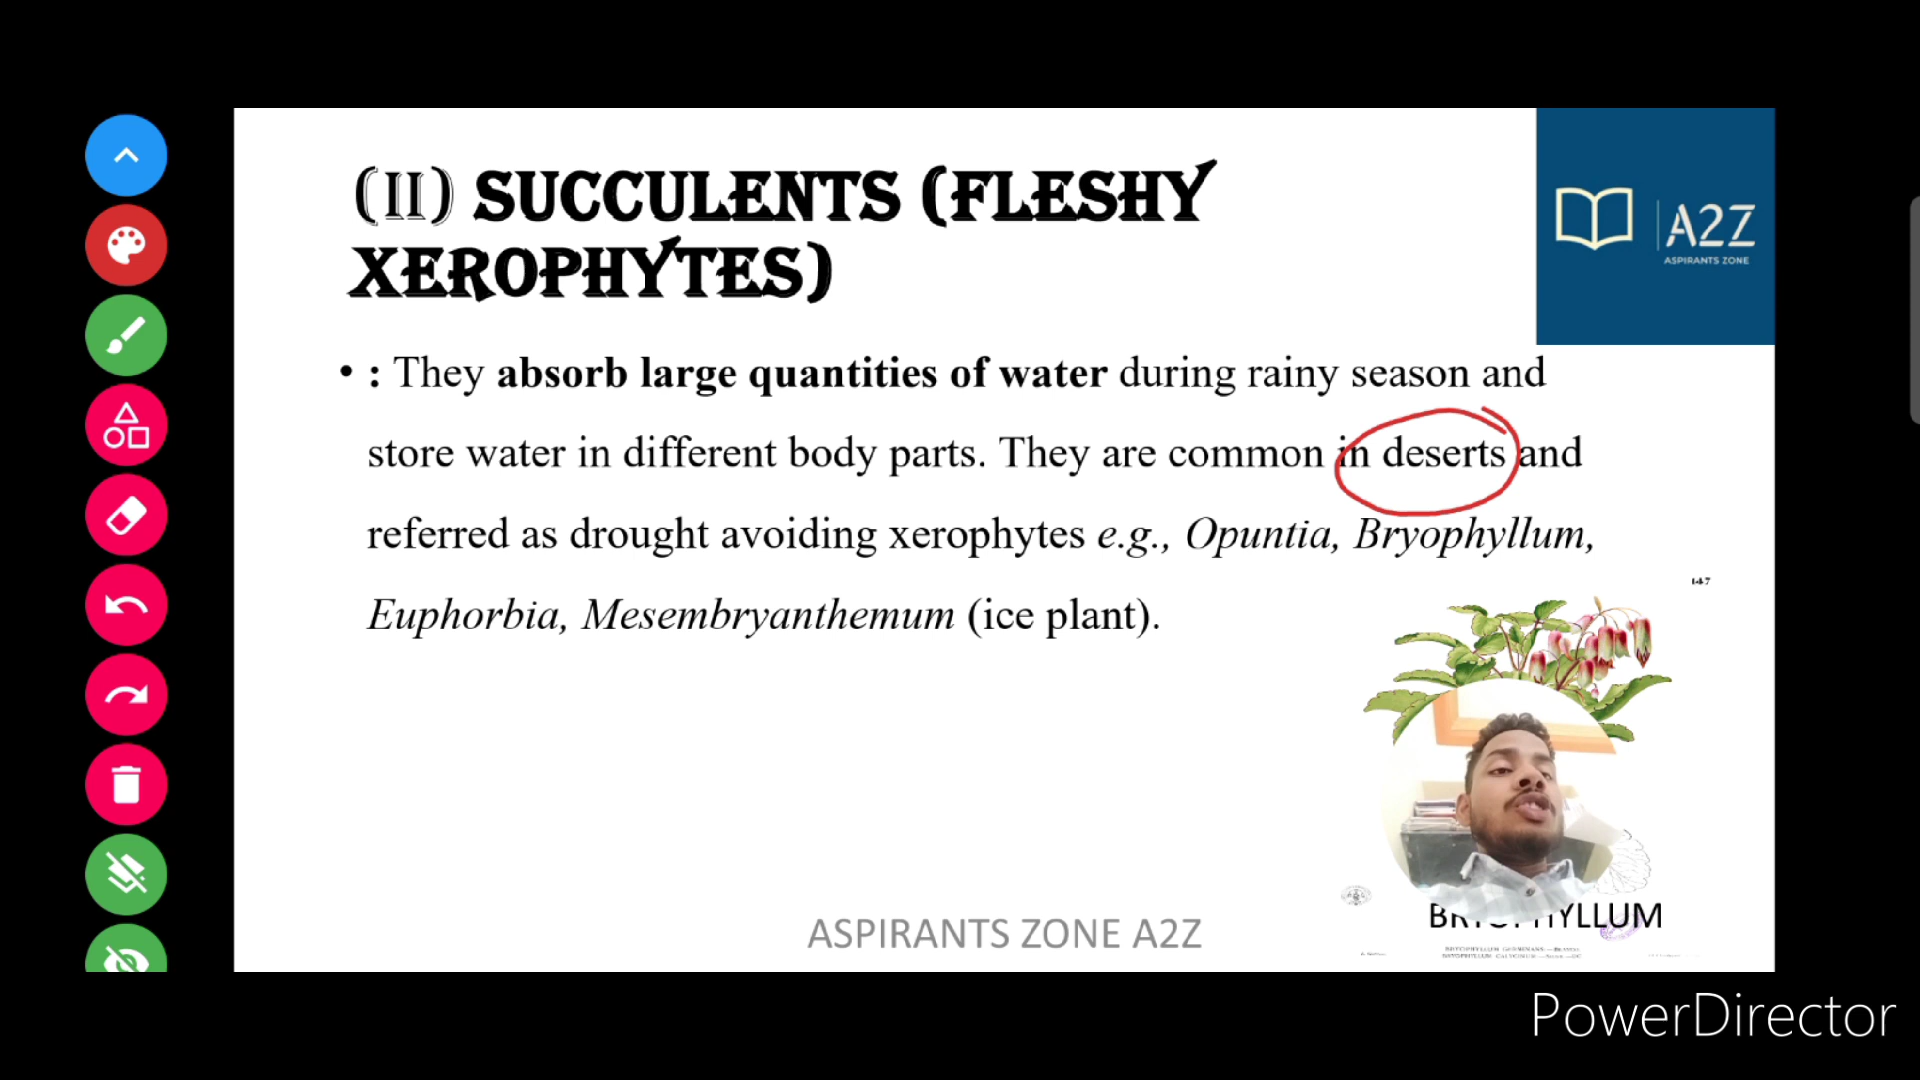 (II) SUCCULENTS (FLESHY
XEROPHYTES)
A2Z
ASPIRANTS ZONE
• : They absorb large quantities of water during rainy season and
store water in different body parts. They are common in deserts and
referred as drought avoiding xerophytes e.g., Opuntia, Bryophyllum,
Euphorbia, Mesembryanthemum (ice plant).
147
ASPIRANTS ZONE A2Z
PowerDirector